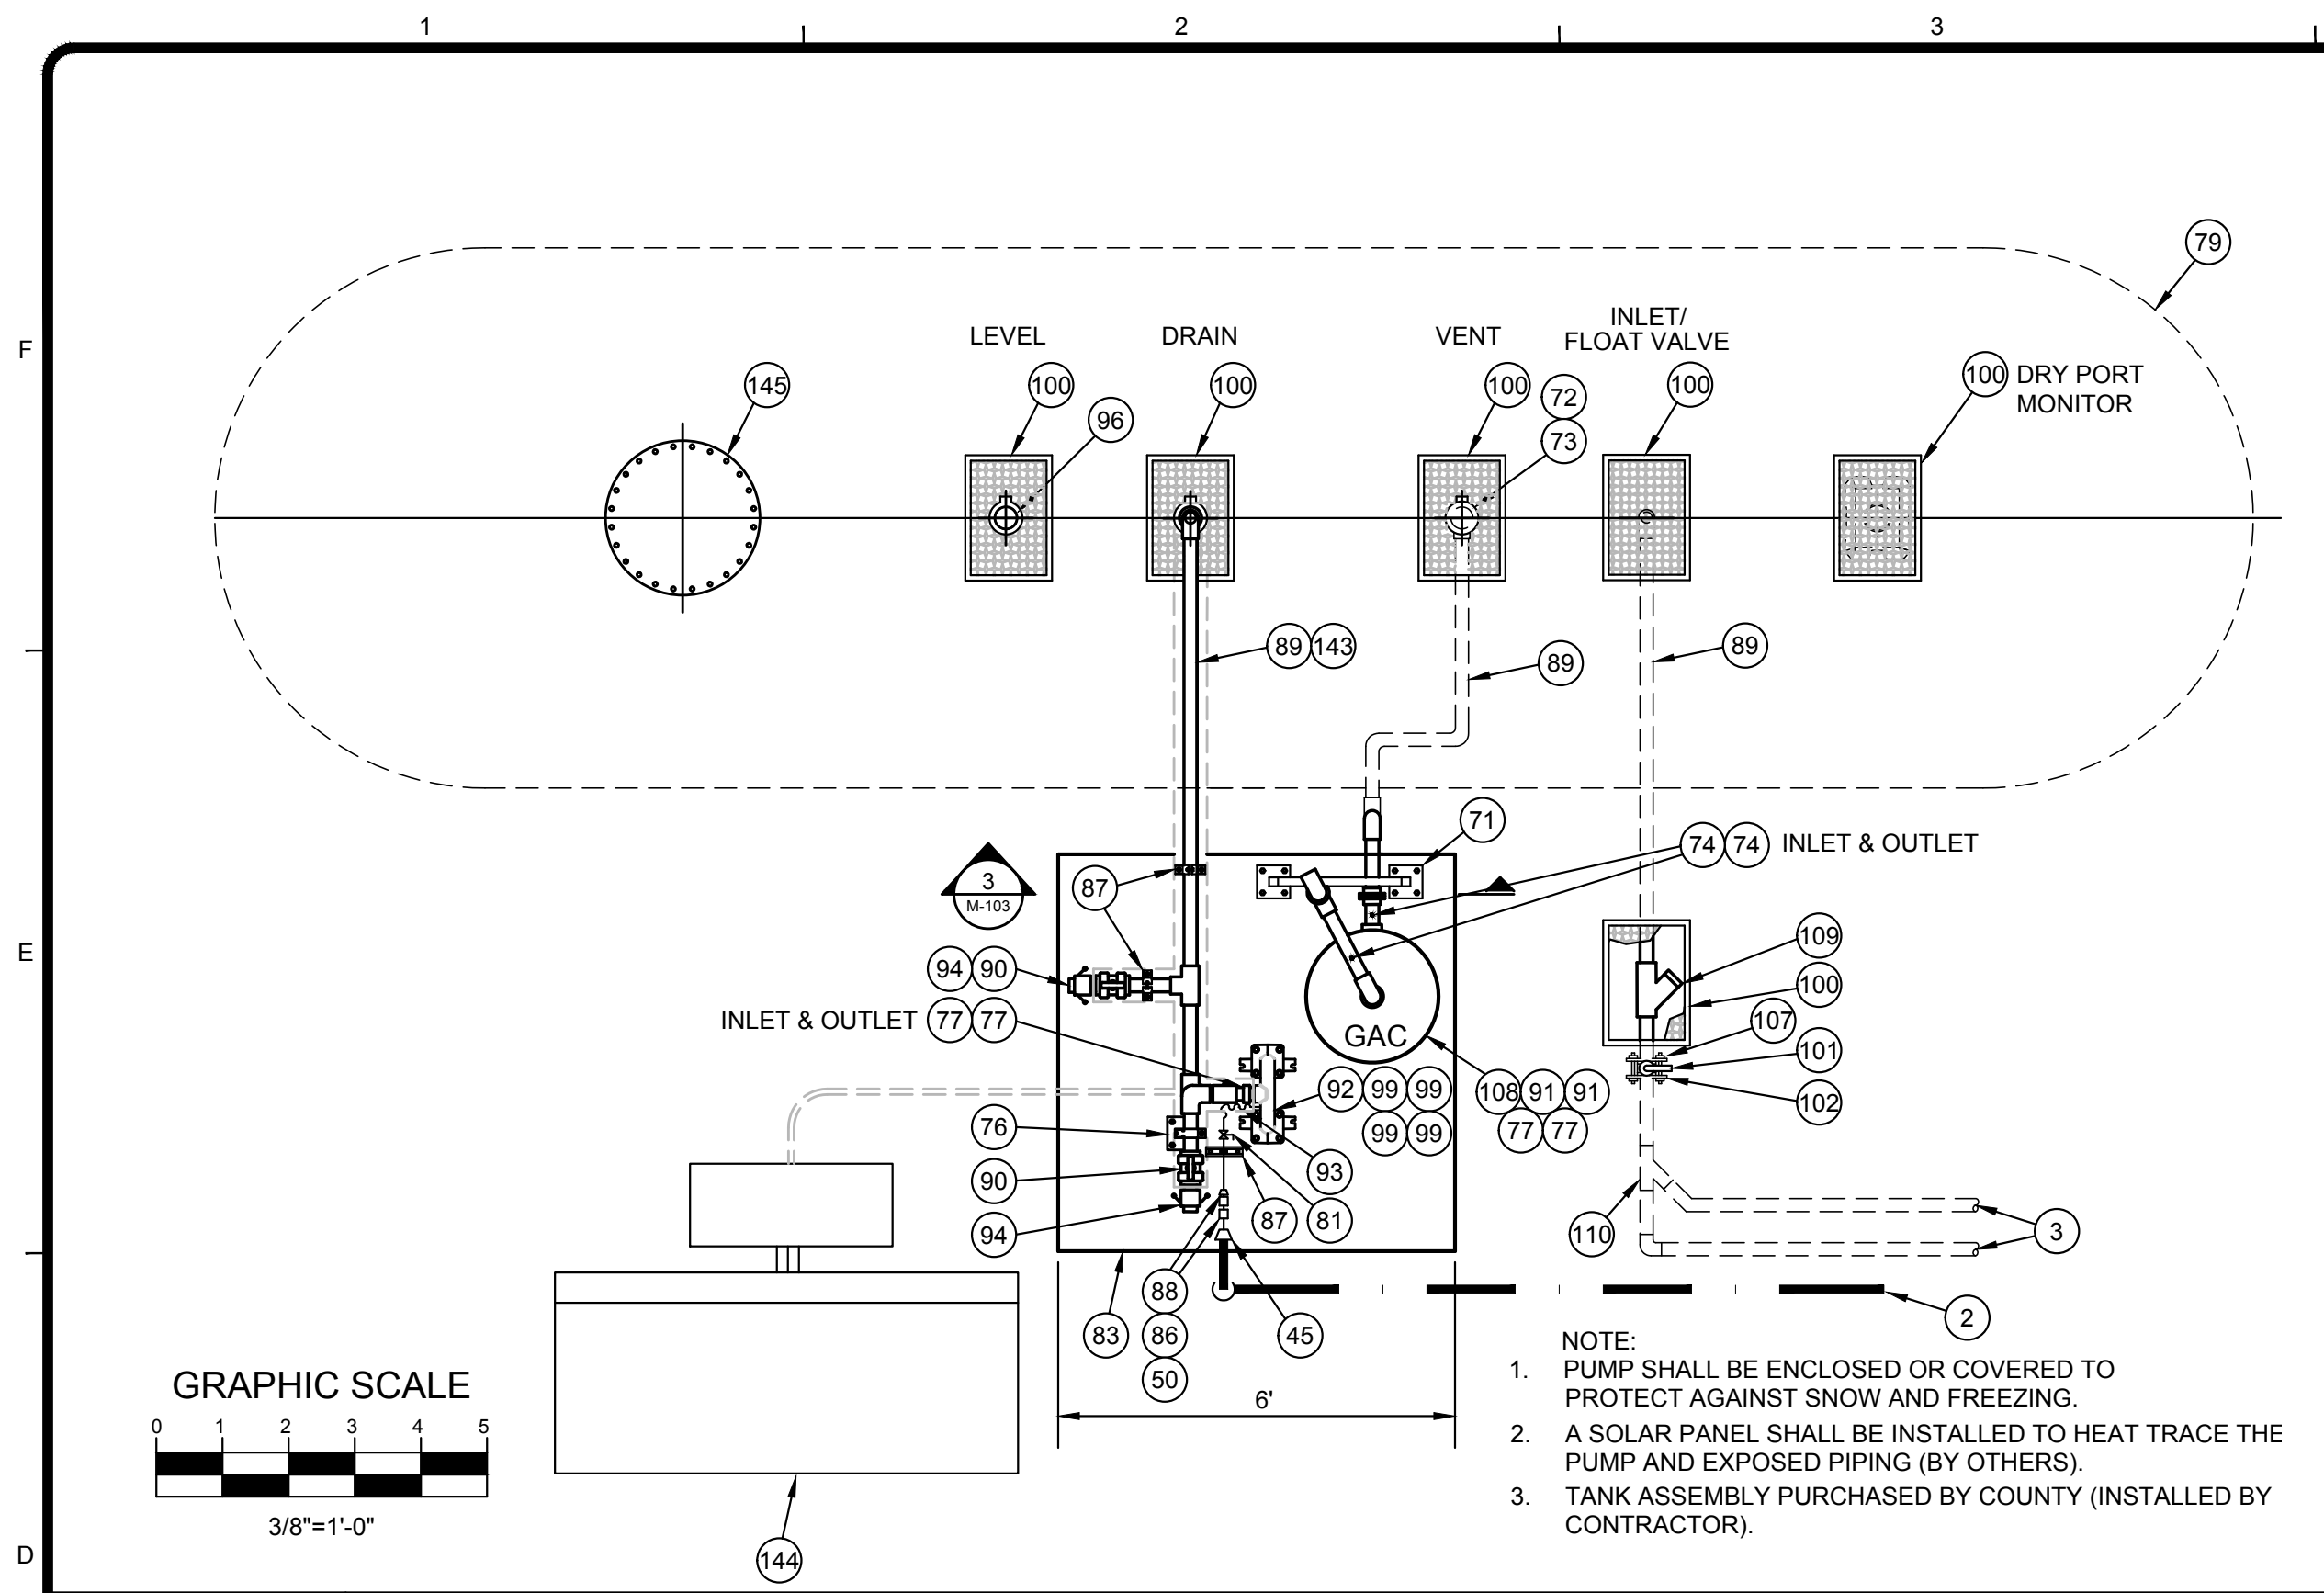 1 2 3
F
E
D
79
LEVEL
DRAIN
VENT
INLET/
FLOAT VALVE
DRY PORT
MONITOR
145
100
96
100
100
72
73
100
100
89 143
89
89
71
74 74 INLET & OUTLET
3
M-103
87
94 90
INLET & OUTLET 77 77
GAC
109
100
107
101
102
92 99 99
99 99
108 91 91
77 77
76
90
94
93
87 81
110
3
88
86
50
83
45
2
6'
144
GRAPHIC SCALE
0 1 2 3 4 5
3/8"=1'-0"
NOTE:
1. PUMP SHALL BE ENCLOSED OR COVERED TO
PROTECT AGAINST SNOW AND FREEZING.
2. A SOLAR PANEL SHALL BE INSTALLED TO HEAT TRACE THE
PUMP AND EXPOSED PIPING (BY OTHERS).
3. TANK ASSEMBLY PURCHASED BY COUNTY (INSTALLED BY
CONTRACTOR).